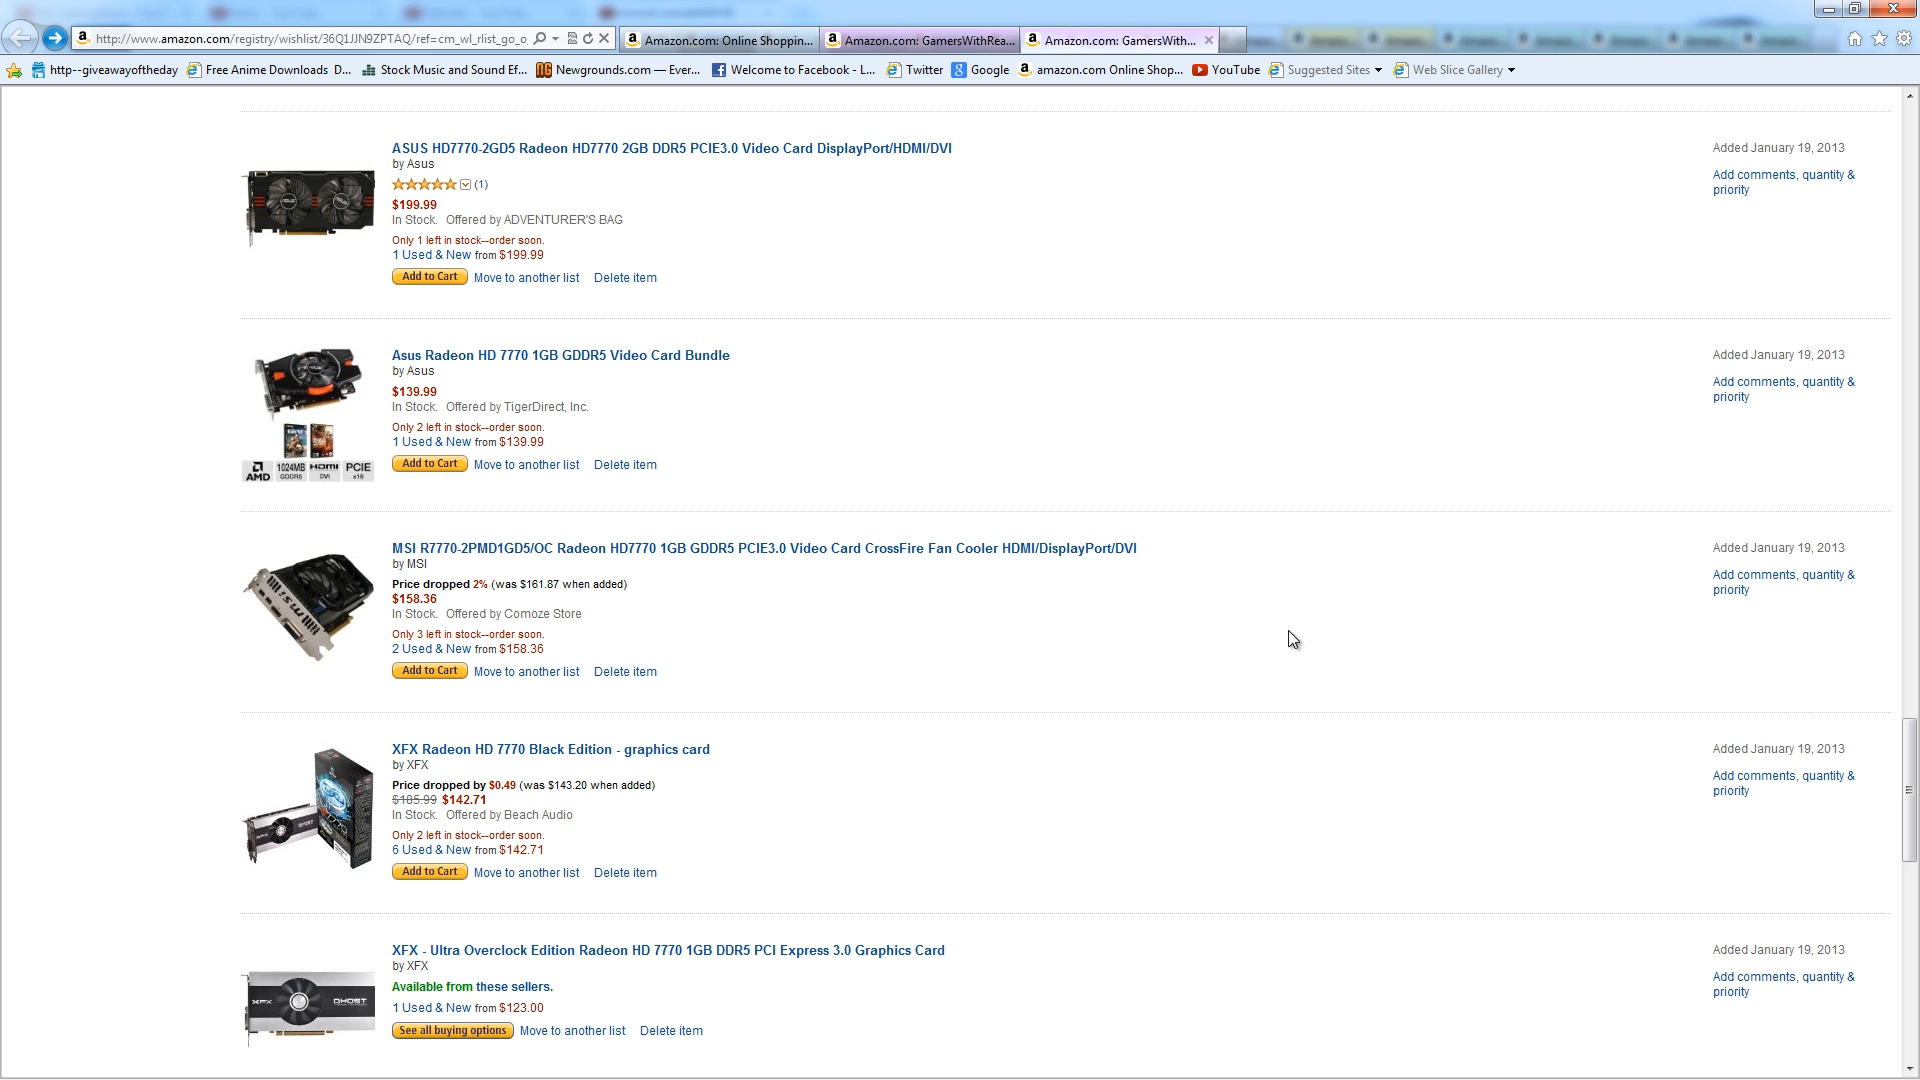 http://www.amazon.com/registry/wishlist/36Q1JJN9ZPTAQ/ref=cm_wl_rlist_go_o
Amazon.com: Online Shoppin...
Amazon.com: GamersWithRea...
Amazon.com: GamersWith...
http--giveawayoftheday
Free Anime Downloads D...
Stock Music and Sound Ef...
Newgrounds.com — Ever...
Welcome to Facebook - L...
Twitter
Google
amazon.com Online Shop...
YouTube
Suggested Sites
Web Slice Gallery
ASUS HD7770-2GD5 Radeon HD7770 2GB DDR5 PCIE3.0 Video Card DisplayPort/HDMI/DVI
by Asus
(1)
$199.99
In Stock. Offered by ADVENTURER'S BAG
Only 1 left in stock--order soon.
1 Used & New from $199.99
Add to Cart Move to another list Delete item
Added January 19, 2013
Add comments, quantity &
priority
Asus Radeon HD 7770 1GB GDDR5 Video Card Bundle
by Asus
$139.99
In Stock. Offered by TigerDirect, Inc.
Only 2 left in stock--order soon.
1 Used & New from $139.99
Add to Cart Move to another list Delete item
AMD
1024MB
GDDR5
HDMI
DVI
PCIE
x16
Added January 19, 2013
Add comments, quantity &
priority
MSI R7770-2PMD1GD5/OC Radeon HD7770 1GB GDDR5 PCIE3.0 Video Card CrossFire Fan Cooler HDMI/DisplayPort/DVI
by MSI
Price dropped 2% (was $161.87 when added)
$158.36
In Stock. Offered by Comoze Store
Only 3 left in stock--order soon.
2 Used & New from $158.36
Add to Cart Move to another list Delete item
Added January 19, 2013
Add comments, quantity &
priority
XFX Radeon HD 7770 Black Edition - graphics card
by XFX
Price dropped by $0.49 (was $143.20 when added)
$185.99 $142.71
In Stock. Offered by Beach Audio
Only 2 left in stock--order soon.
6 Used & New from $142.71
Add to Cart Move to another list Delete item
Added January 19, 2013
Add comments, quantity &
priority
XFX - Ultra Overclock Edition Radeon HD 7770 1GB DDR5 PCI Express 3.0 Graphics Card
by XFX
Available from these sellers.
1 Used & New from $123.00
See all buying options Move to another list Delete item
XFX
GHOST
Added January 19, 2013
Add comments, quantity &
priority